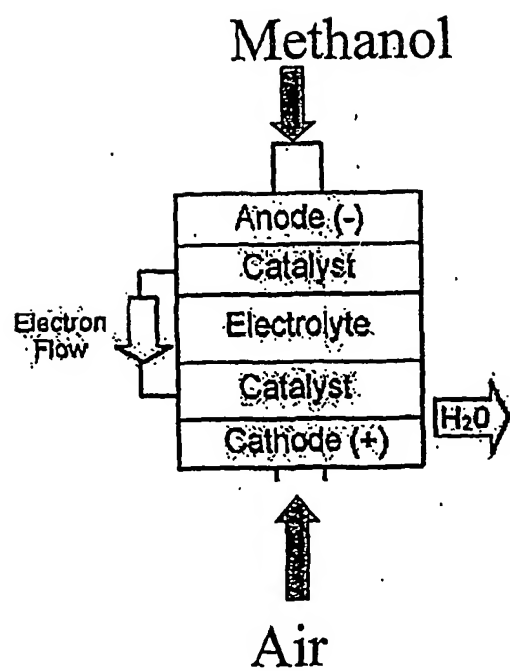 Methanol
Anode (-)
Catalyst
Electrolyte
Electron
Flow
Catalyst
Cathode (+)
H₂O
Air